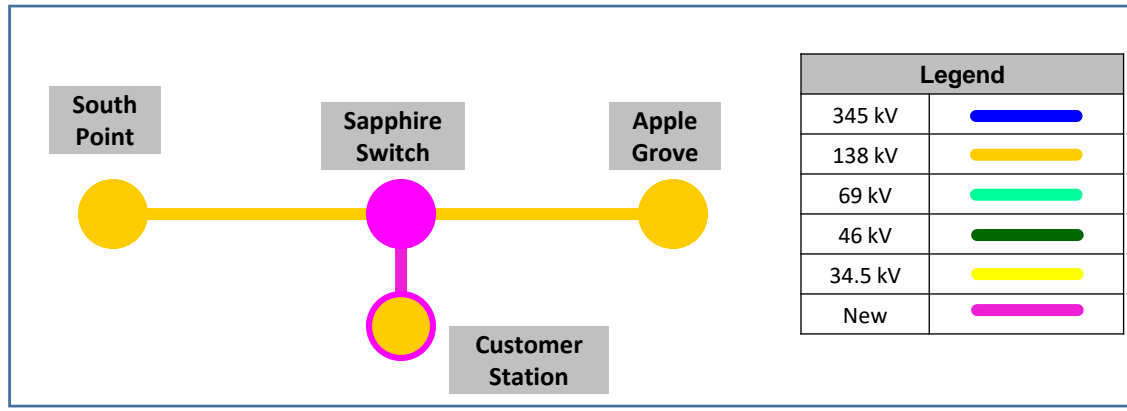 South
Point
Sapphire
Switch
Apple
Grove
Customer
Station
Legend
345 kV
138 kV
69 kV
46 kV
34.5 kV
New